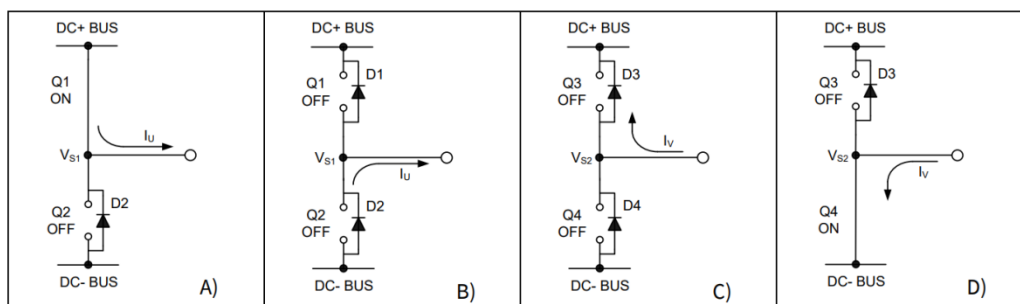 DC+ BUS
Q1
ON
I_U
V_S1
Q2
OFF
D2
DC- BUS
A)
DC+ BUS
Q1
OFF
D1
V_S1
I_U
Q2
OFF
D2
DC- BUS
B)
DC+ BUS
Q3
OFF
D3
I_V
V_S2
Q4
OFF
D4
DC- BUS
C)
DC+ BUS
Q3
OFF
D3
V_S2
I_V
Q4
ON
DC- BUS
D)